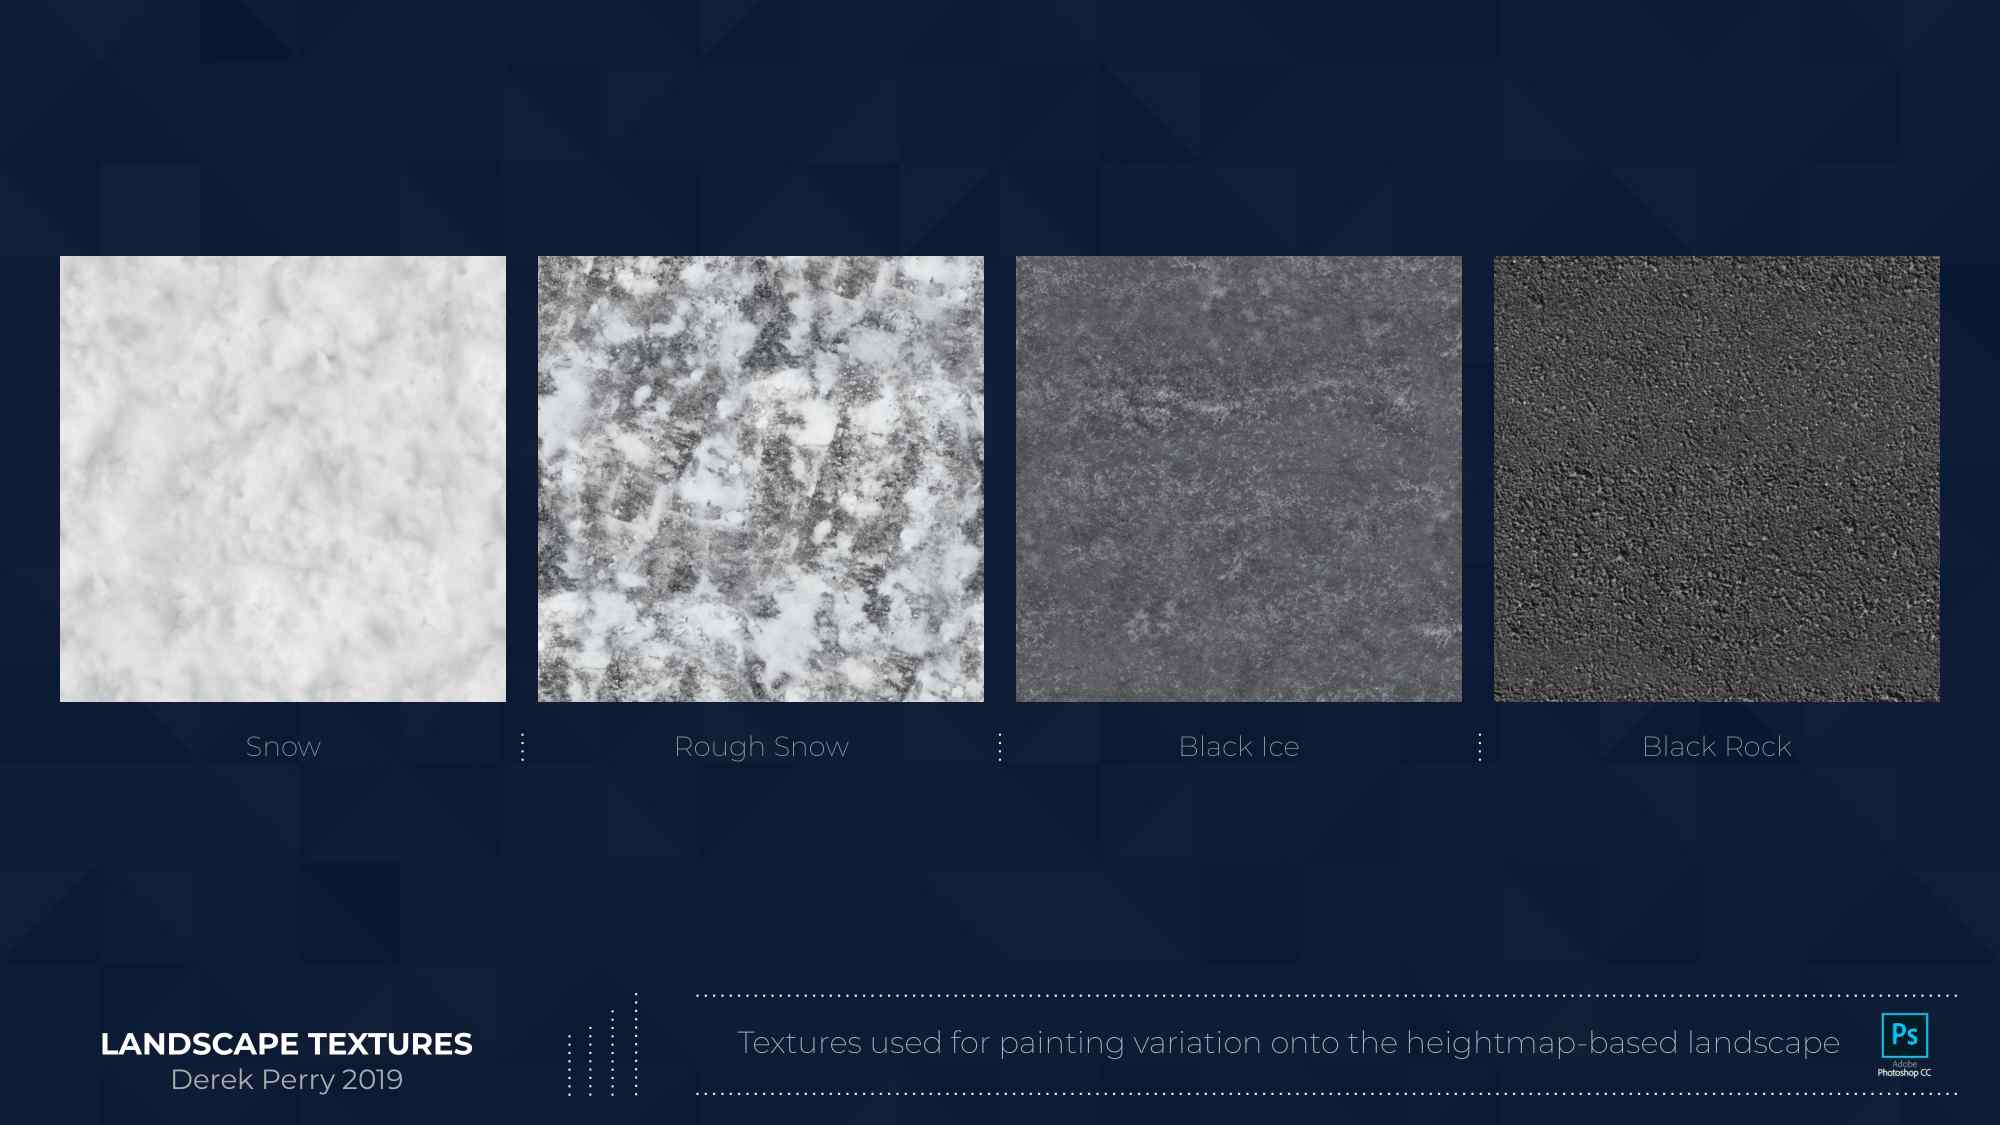 Snow
Rough Snow
Black Ice
Black Rock
LANDSCAPE TEXTURES
Derek Perry 2019
Textures used for painting variation onto the heightmap-based landscape
Ps
Adobe
Photoshop CC